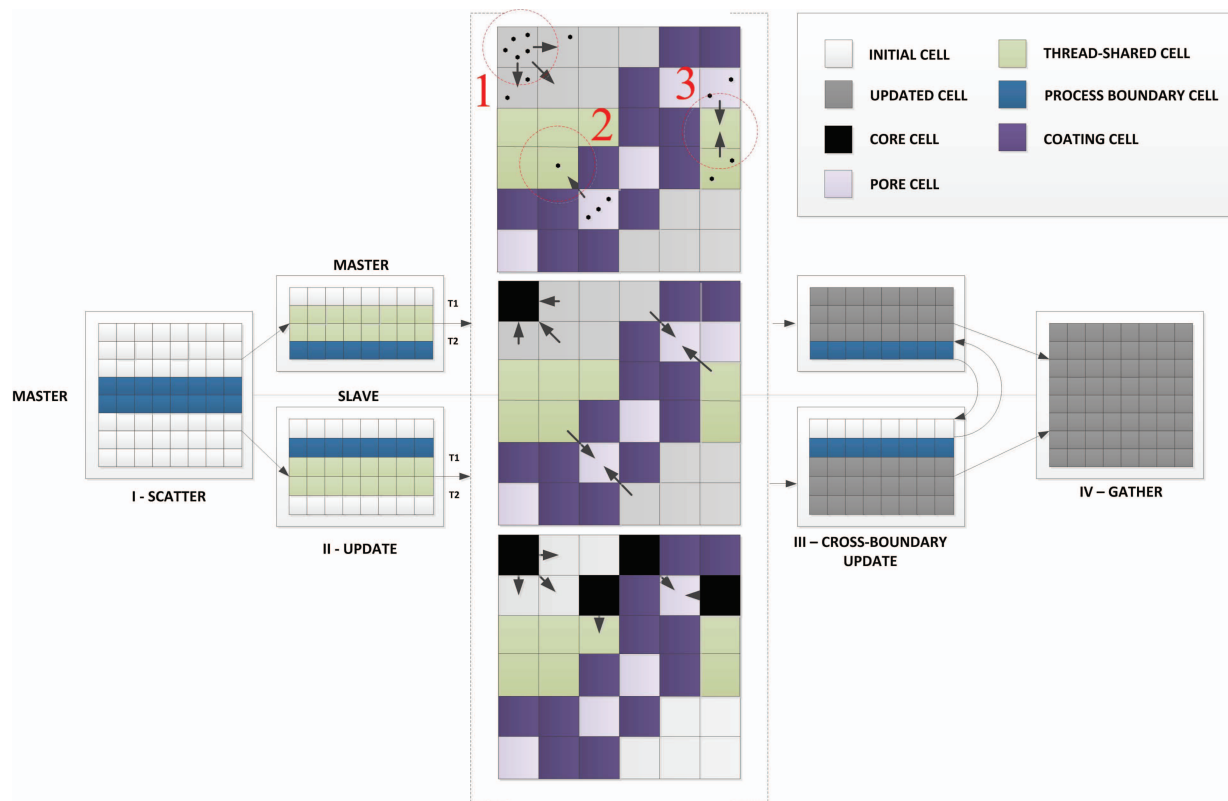 1
2
3
INITIAL CELL
THREAD-SHARED CELL
UPDATED CELL
PROCESS BOUNDARY CELL
CORE CELL
COATING CELL
PORE CELL
MASTER
MASTER
T1
T2
SLAVE
T1
T2
I - SCATTER
II - UPDATE
III – CROSS-BOUNDARY
UPDATE
IV – GATHER